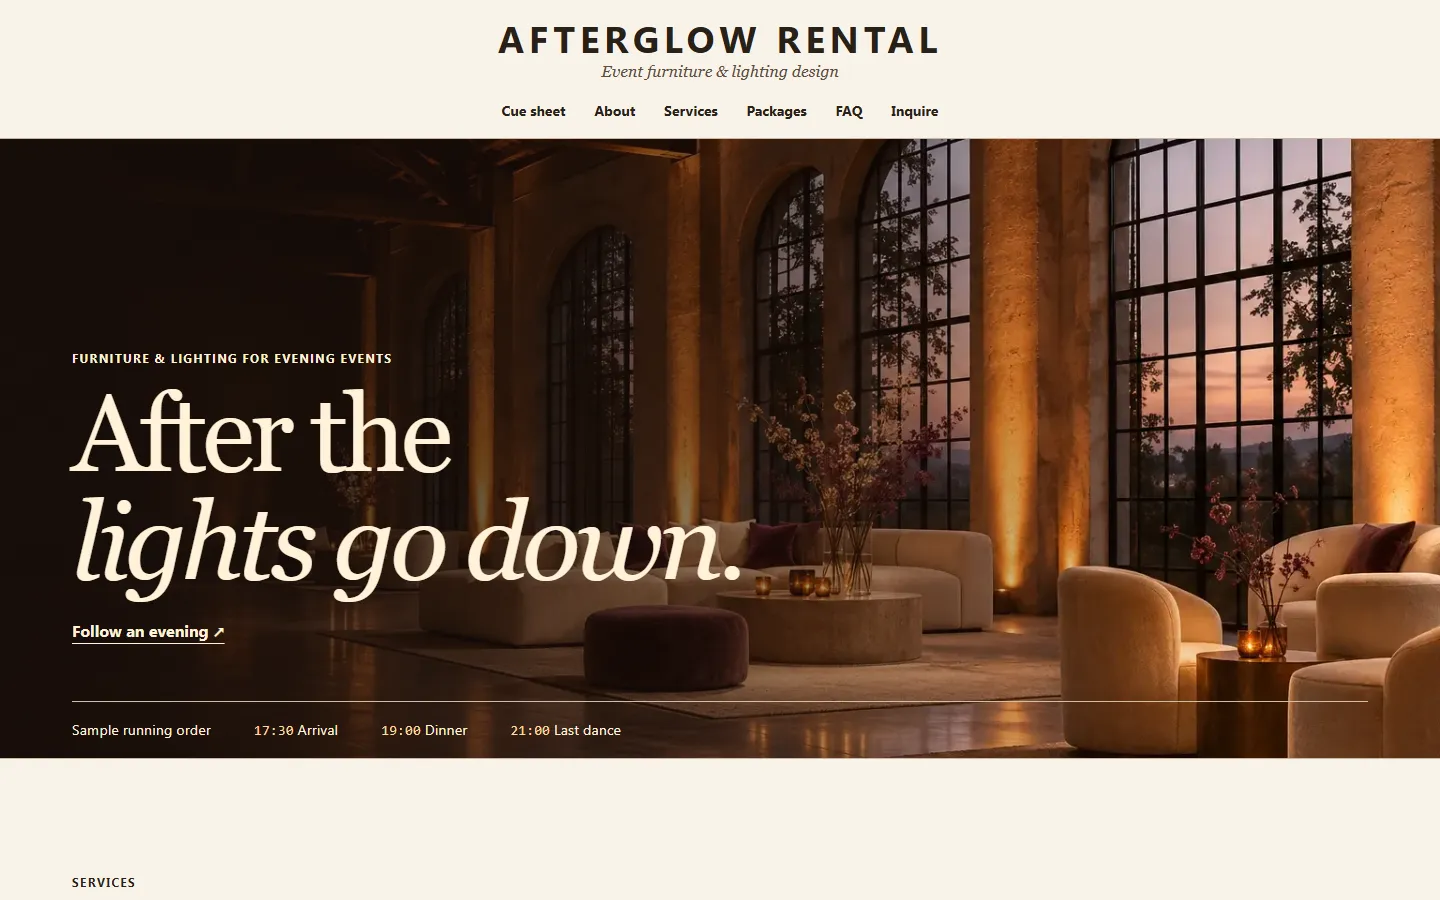 AFTERGLOW RENTAL
Event furniture & lighting design
Cue sheet About Services Packages FAQ Inquire
FURNITURE & LIGHTING FOR EVENING EVENTS
After the
lights go down.
Follow an evening ↗
Sample running order 17:30 Arrival 19:00 Dinner 21:00 Last dance
SERVICES